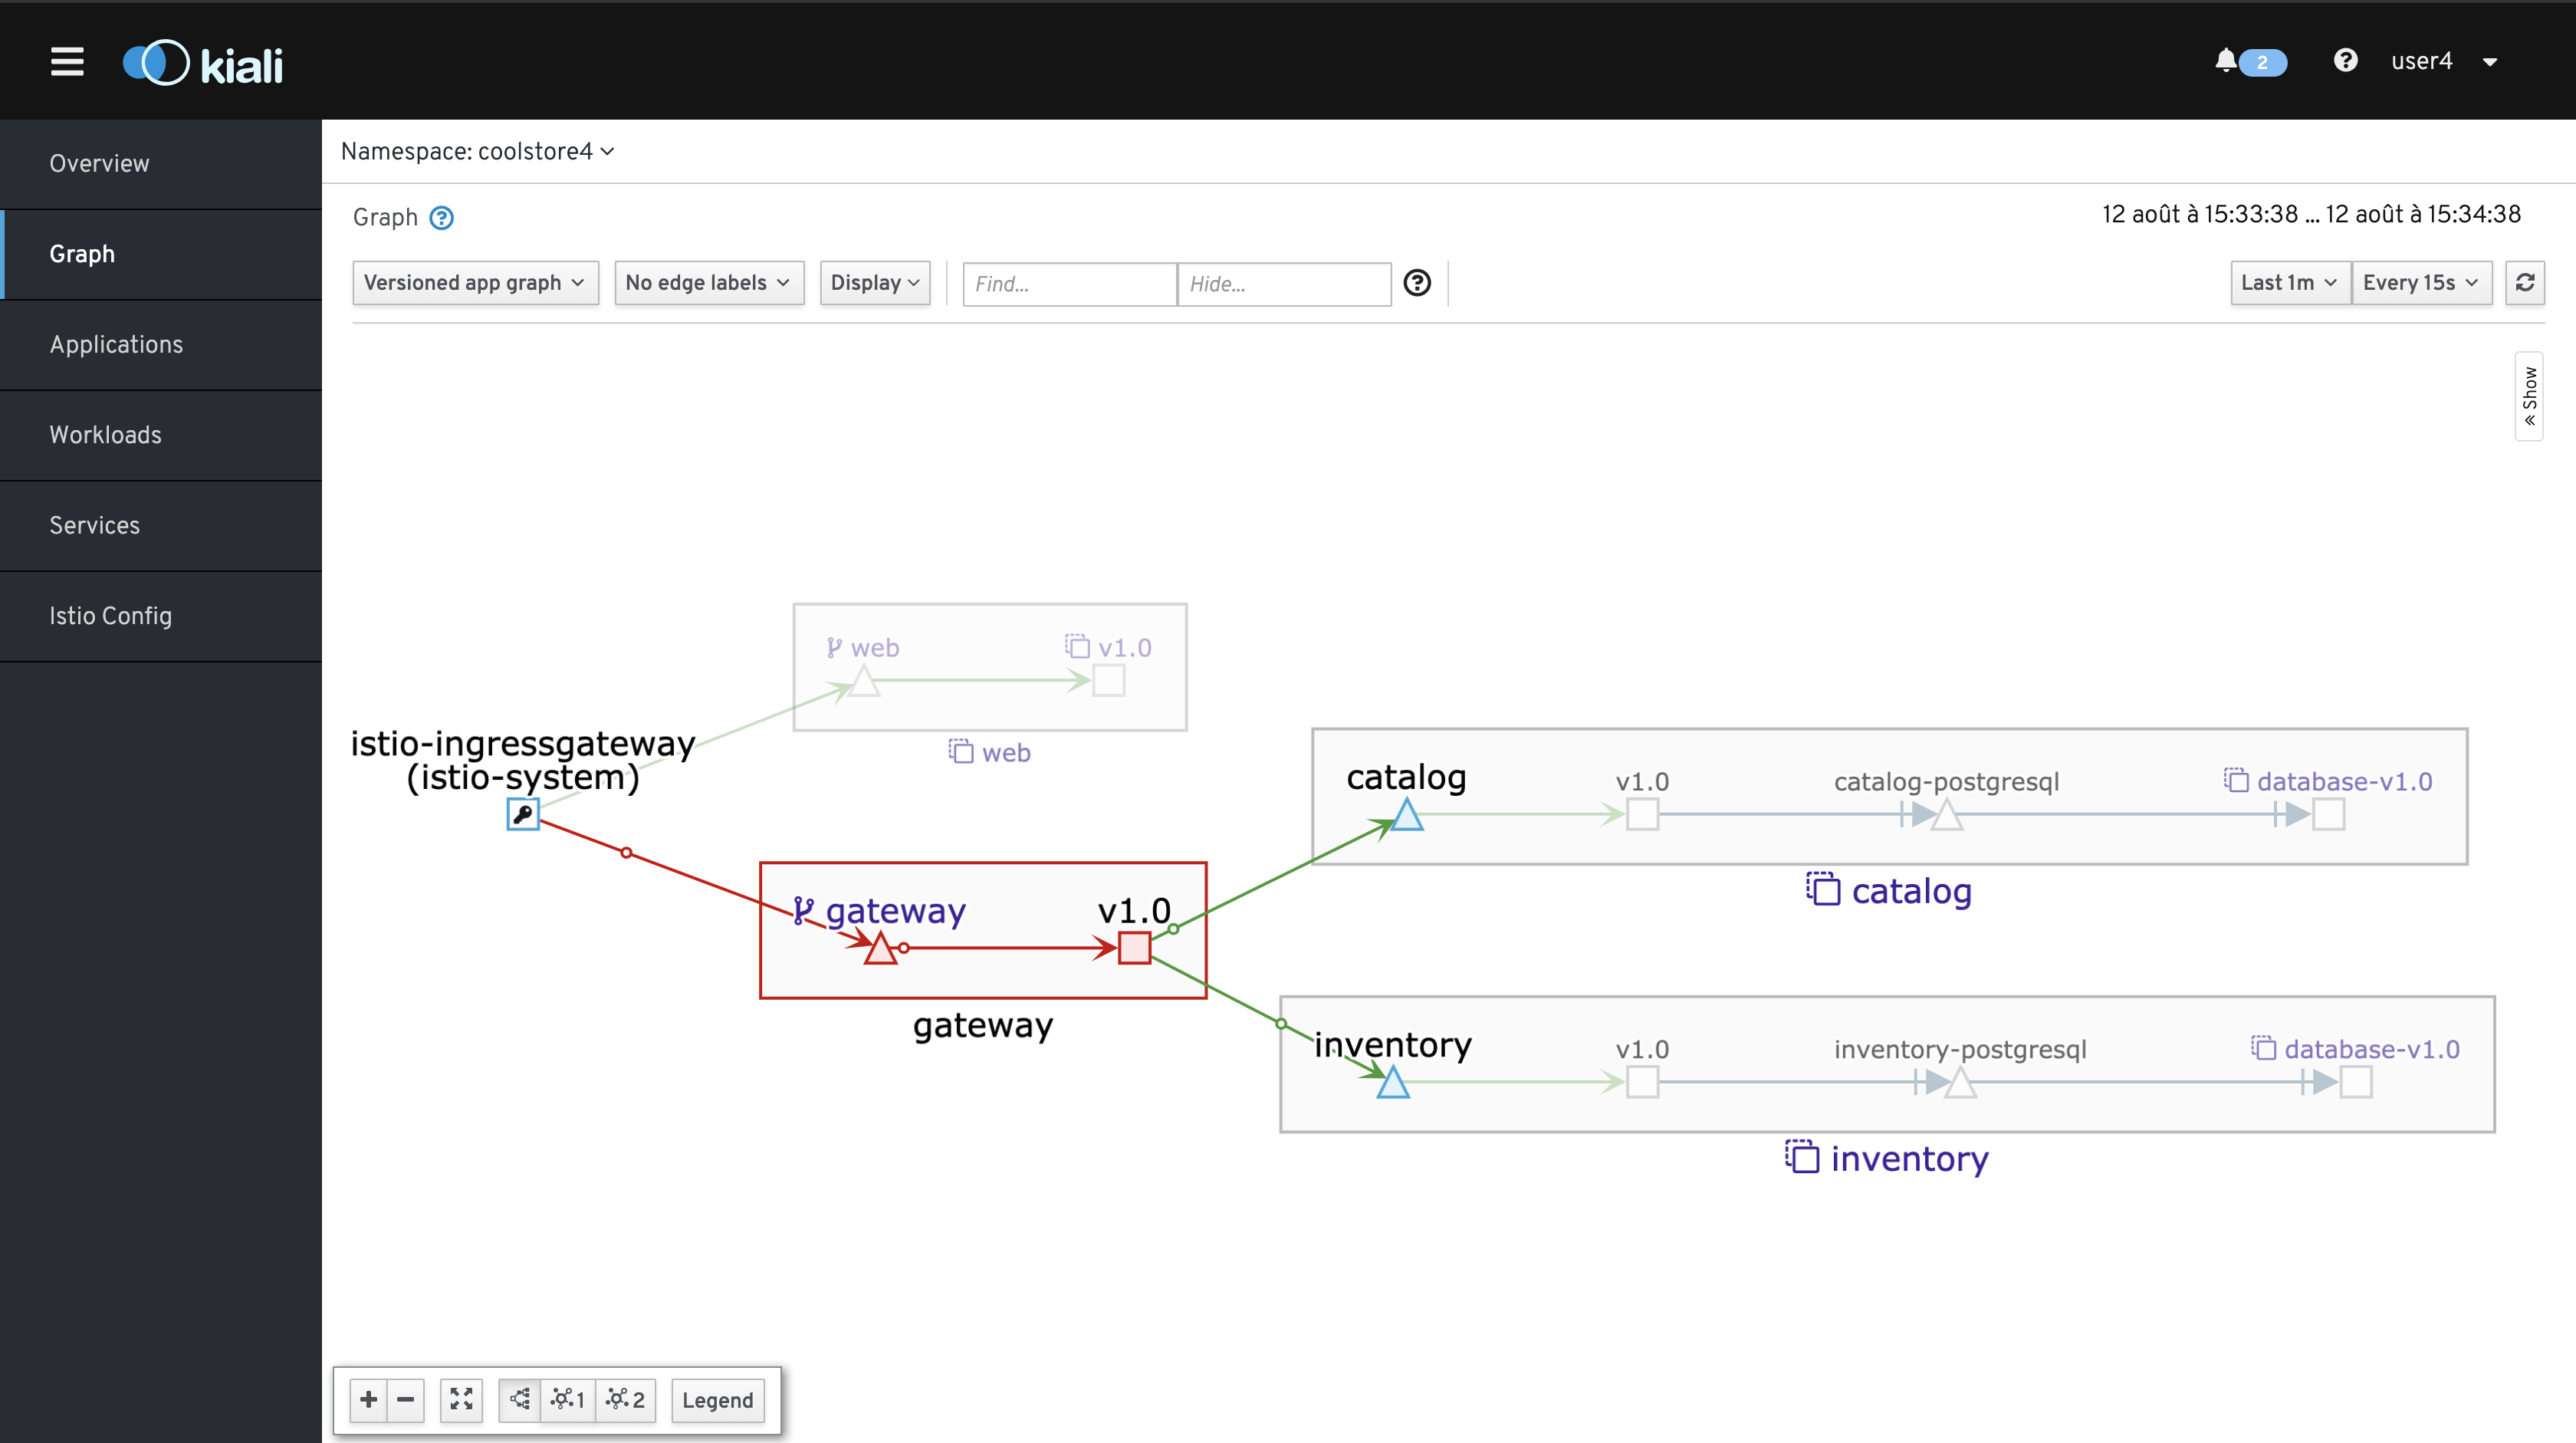 kiali
2
user4
Overview
Graph
Applications
Workloads
Services
Istio Config
Namespace: coolstore4
Graph
12 août à 15:33:38 ... 12 août à 15:34:38
Versioned app graph
No edge labels
Display
Find...
Hide...
Last 1m
Every 15s
Show
web
v1.0
web
istio-ingressgateway
(istio-system)
catalog
v1.0
catalog-postgresql
database-v1.0
catalog
gateway
v1.0
gateway
inventory
v1.0
inventory-postgresql
database-v1.0
inventory
1
2
Legend